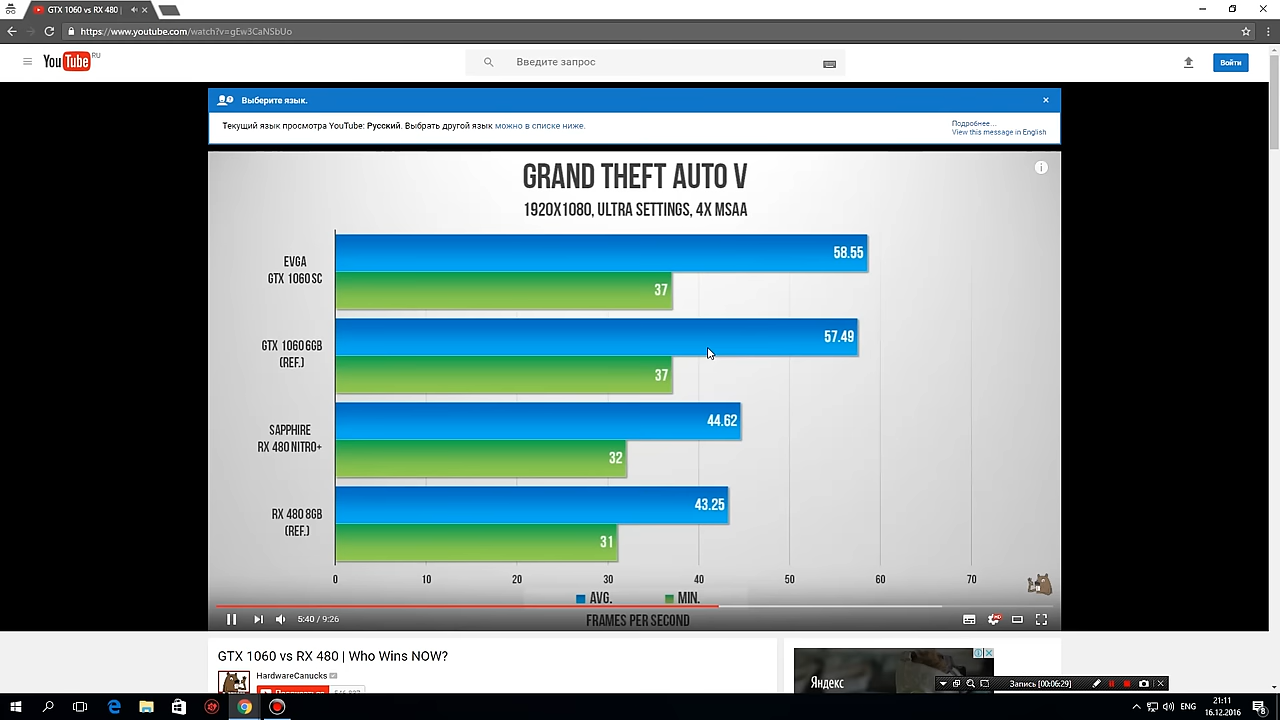 GTX 1060 vs RX 480 |
https://www.youtube.com/watch?v=gEw3CaNSbUo
YouTube RU
Введите запрос
Войти
Выберите язык.
Текущий язык просмотра YouTube: Русский. Выбрать другой язык можно в списке ниже.
Подробнее...
View this message in English
GRAND THEFT AUTO V
1920X1080, ULTRA SETTINGS, 4X MSAA
EVGA
GTX 1060 SC
58.55
37
GTX 1060 6GB
(REF.)
57.49
37
SAPPHIRE
RX 480 NITRO+
44.62
32
RX 480 8GB
(REF.)
43.25
31
0 10 20 30 40 50 60 70
AVG. MIN.
FRAMES PER SECOND
5:40 / 9:26
HD
GTX 1060 vs RX 480 | Who Wins NOW?
HardwareCanucks
Яндекс
Запись [00:06:29]
ENG
21:11
16.12.2016